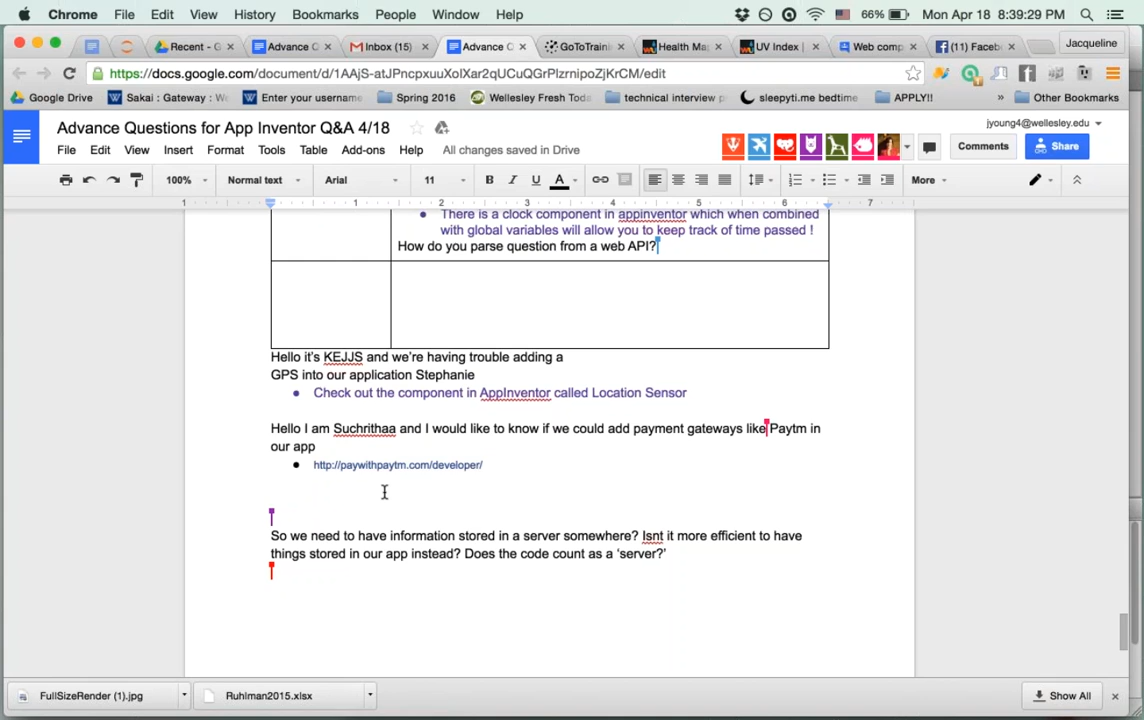 Chrome File Edit View History Bookmarks People Window Help 66% Mon Apr 18 8:39:29 PM
Recent - G Advance Q Inbox (15) Advance Q GoToTrain Health Ma UV Index | Web comp (11) Faceb Jacqueline
https://docs.google.com/document/d/1AAjS-atJPncpxuuXolXar2qUCuQGrPlzrnipoZjKrCM/edit
Google Drive Sakai : Gateway : W Enter your username Spring 2016 Wellesley Fresh Toda technical interview p sleepyti.me bedtime APPLY!! » Other Bookmarks
Advance Questions for App Inventor Q&A 4/18
jyoung4@wellesley.edu
Comments Share
File Edit View Insert Format Tools Table Add-ons Help All changes saved in Drive
100% Normal text Arial 11 B I U A More
1 1 2 3 4 5 6 7
There is a clock component in appinventor which when combined
with global variables will allow you to keep track of time passed !
How do you parse question from a web API?
Hello it's KEJJS and we're having trouble adding a
GPS into our application Stephanie
Check out the component in AppInventor called Location Sensor
Hello I am Suchrithaa and I would like to know if we could add payment gateways like Paytm in
our app
http://paywithpaytm.com/developer/
So we need to have information stored in a server somewhere? Isnt it more efficient to have
things stored in our app instead? Does the code count as a 'server?'
FullSizeRender (1).jpg Ruhlman2015.xlsx Show All